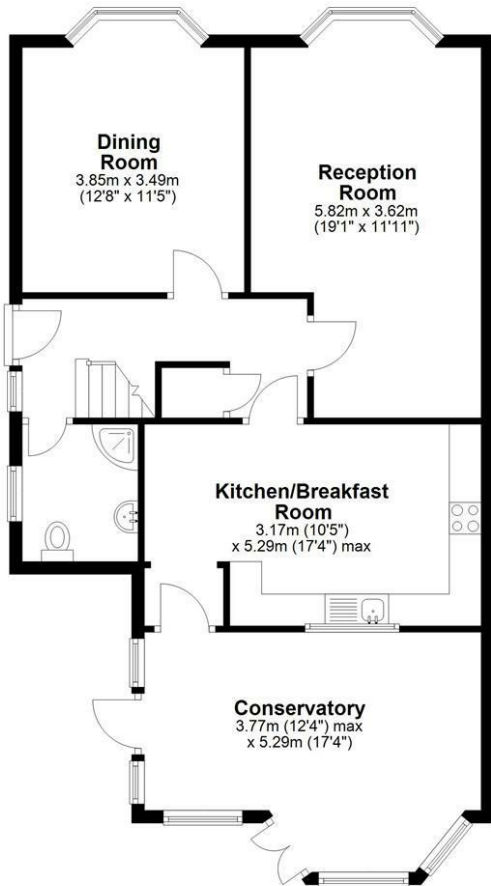 Dining
Room
3.85m x 3.49m
(12'8" x 11'5")
Reception
Room
5.82m x 3.62m
(19'1" x 11'11")
Kitchen/Breakfast
Room
3.17m (10'5")
x 5.29m (17'4") max
Conservatory
3.77m (12'4") max
x 5.29m (17'4")